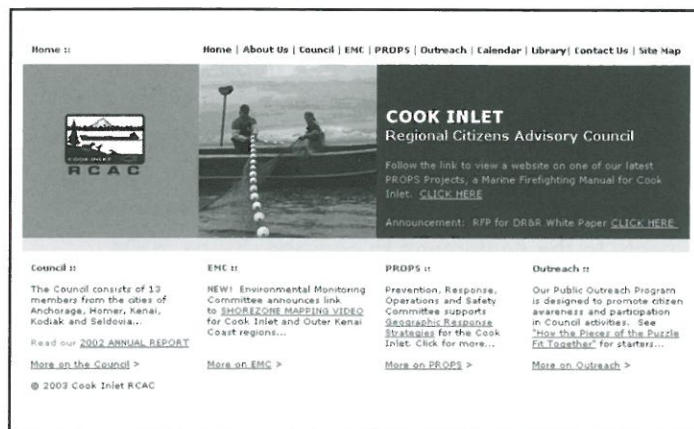 Home ::
Home | About Us | Council | EMC | PROPS | Outreach | Calendar | Library| Contact Us | Site Map
COOK INLET
RCAC
COOK INLET
Regional Citizens Advisory Council
Follow the link to view a website on one of our latest
PROPS Projects, a Marine Firefighting Manual for Cook
Inlet. CLICK HERE
Announcement: RFP for DR&R White Paper CLICK HERE
Council ::
The Council consists of 13
members from the cities of
Anchorage, Homer, Kenai,
Kodiak and Seldovia...
Read our 2002 ANNUAL REPORT
More on the Council >
EMC ::
NEW! Environmental Monitoring
Committee announces link
to SHOREZONE MAPPING VIDEO
for Cook Inlet and Outer Kenai
Coast regions...
More on EMC >
PROPS ::
Prevention, Response,
Operations and Safety
Committee supports
Geographic Response
Strategies for the Cook
Inlet. Click for more...
More on PROPS >
Outreach ::
Our Public Outreach Program
is designed to promote citizen
awareness and participation
in Council activities. See
"How the Pieces of the Puzzle
Fit Together" for starters...
More on Outreach >
© 2003 Cook Inlet RCAC